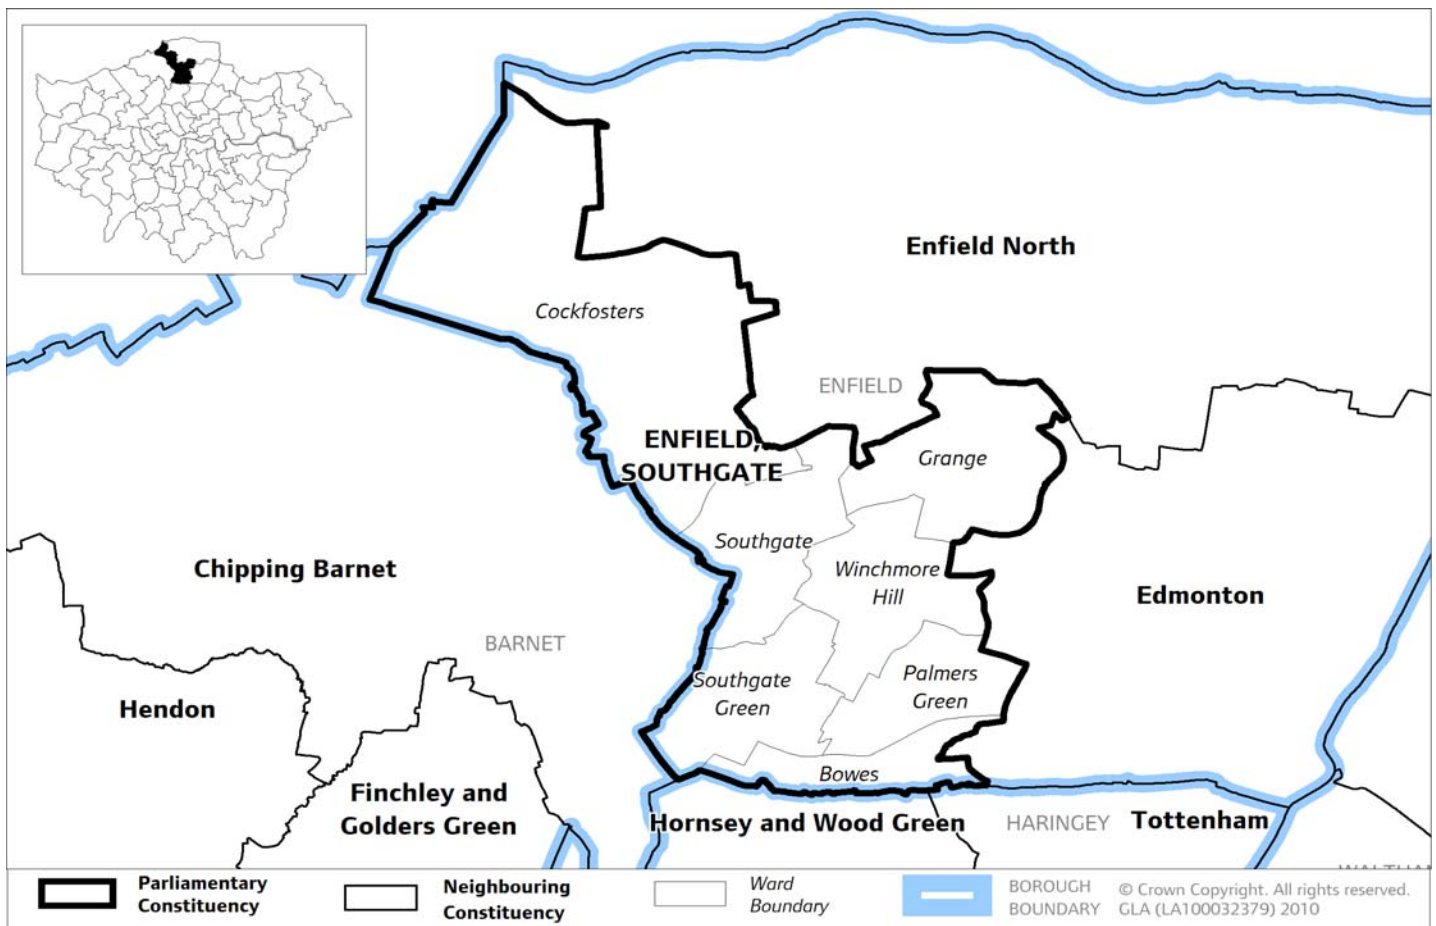 Enfield North
Cockfosters
ENFIELD
ENFIELD,
SOUTHGATE
Grange
Southgate
Chipping Barnet
Winchmore
Hill
Edmonton
BARNET
Southgate
Green
Palmers
Green
Hendon
Bowes
Finchley and
Golders Green
Hornsey and Wood Green
HARINGEY
Tottenham
Parliamentary
Constituency
Neighbouring
Constituency
Ward
Boundary
BOROUGH
BOUNDARY
© Crown Copyright. All rights reserved.
GLA (LA100032379) 2010